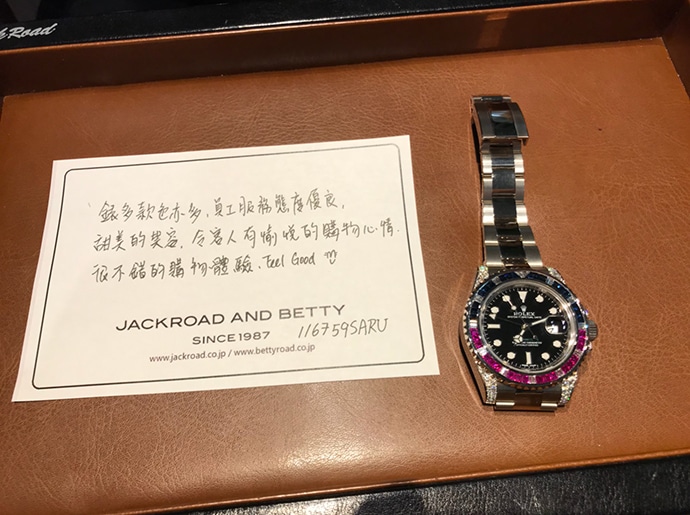 Road
錶多款色亦多,員工服務態度優良,
甜美的笑容,令客人有愉悅的購物心情.
很不錯的購物體驗. Feel Good
JACKROAD AND BETTY
SINCE1987 116759SARU
www.jackroad.co.jp / www.bettyroad.co.jp
ROLEX